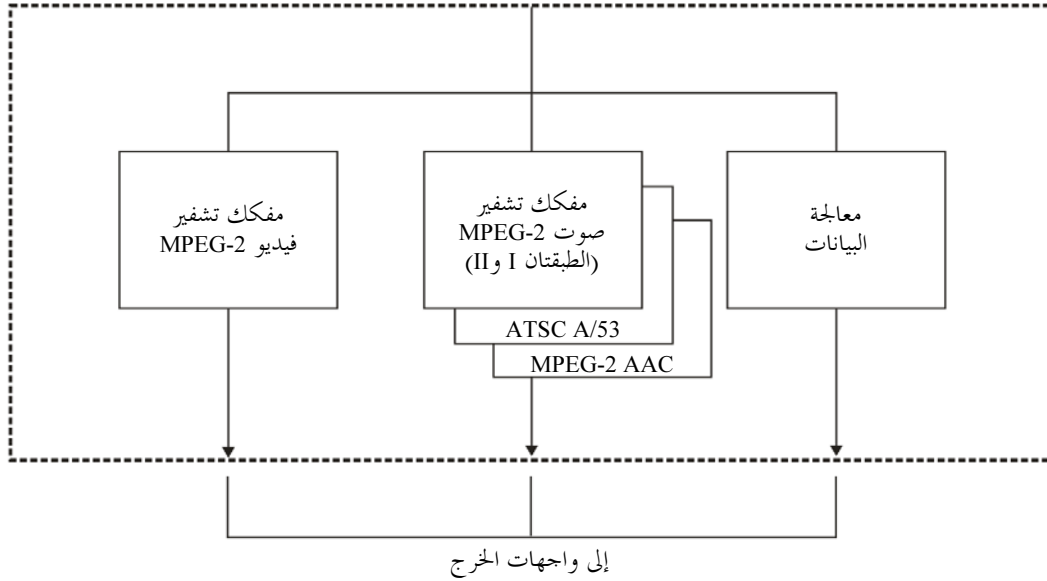 معالجة
البيانات
مفكك تشفير
صوت MPEG-2
(الطبقتان I وII)
ATSC A/53
MPEG-2 AAC
مفكك تشفير
فيديو MPEG-2
إلى واجهات الخرج